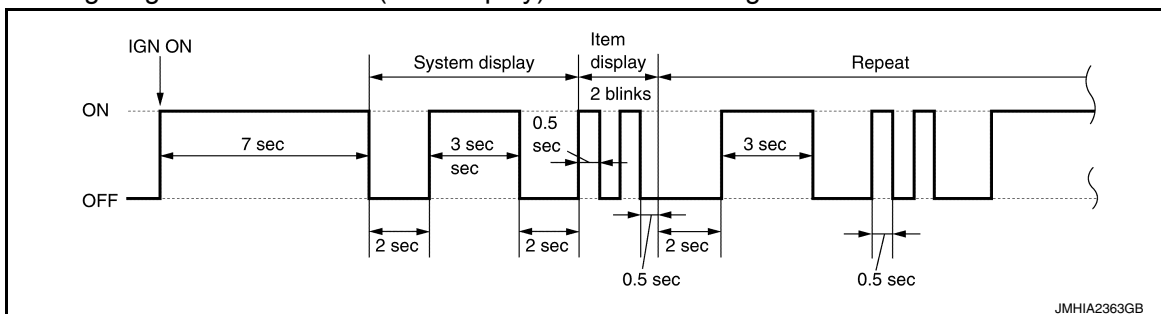 IGN ON
System display
Item
display
2 blinks
Repeat
ON
7 sec
3 sec
sec
0.5
sec
3 sec
OFF
2 sec
2 sec
2 sec
0.5 sec
0.5 sec
JMHIA2363GB